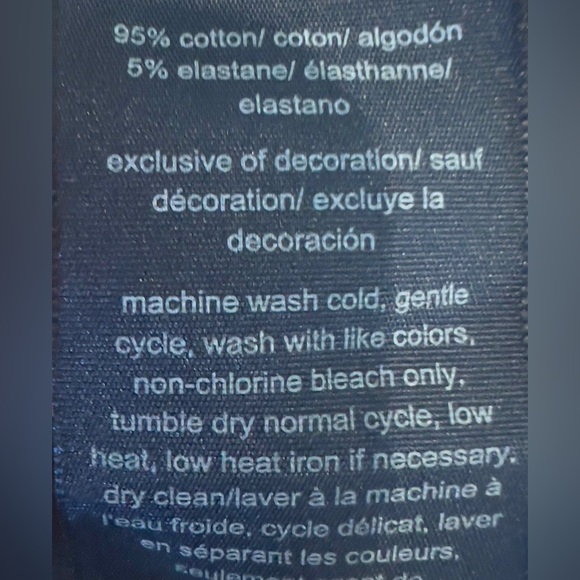 95% cotton/ coton/ algodón
5% elastane/ élasthanne/
elastano
exclusive of decoration/ sauf
décoration/ excluye la
decoración
machine wash cold, gentle
cycle, wash with like colors,
non-chlorine bleach only,
tumble dry normal cycle, low
heat, low heat iron if necessary.
dry clean/laver à la machine à
l'eau froide, cycle délicat, laver
en séparant les couleurs,